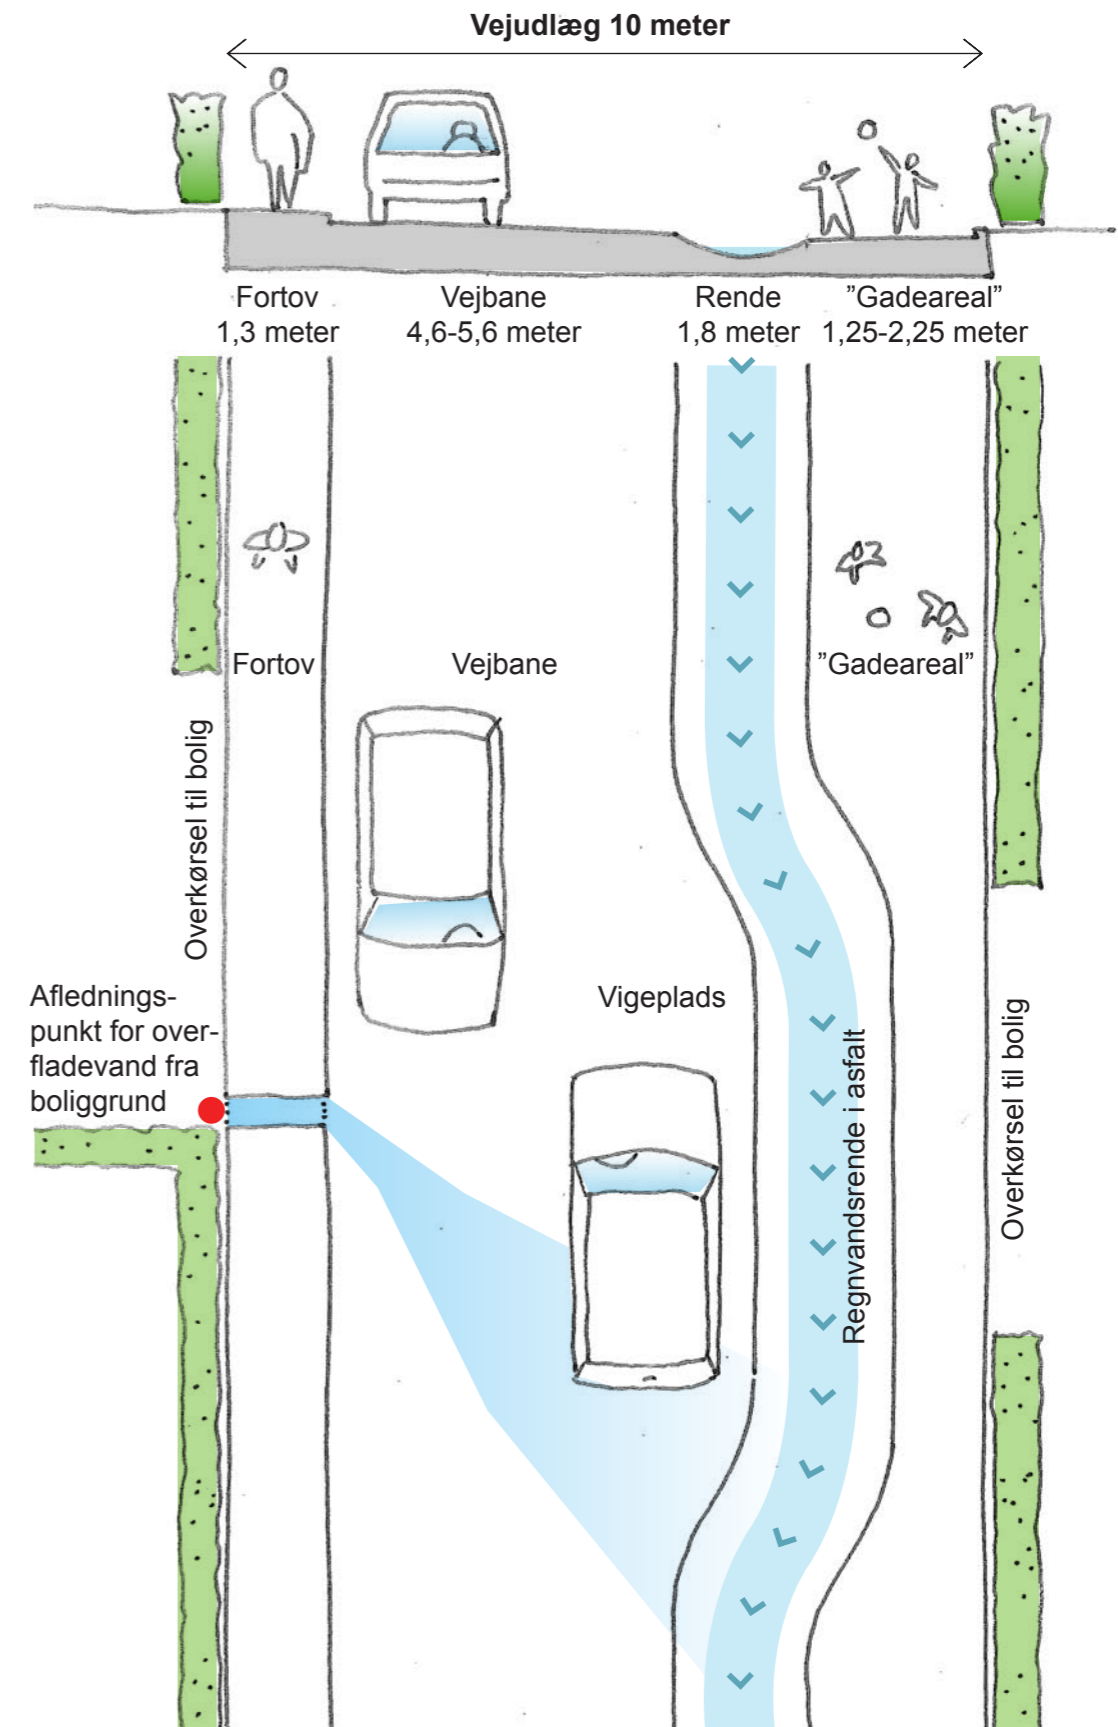 Vejudlæg 10 meter
Fortov
1,3 meter
Vejbane
4,6-5,6 meter
Rende
1,8 meter
”Gadeareal”
1,25-2,25 meter
Fortov
Vejbane
”Gadeareal”
Overkørsel til bolig
Aflednings-
punkt for over-
fladevand fra
boliggrund
Vigeplads
Regnvandsrende i asfalt
Overkørsel til bolig